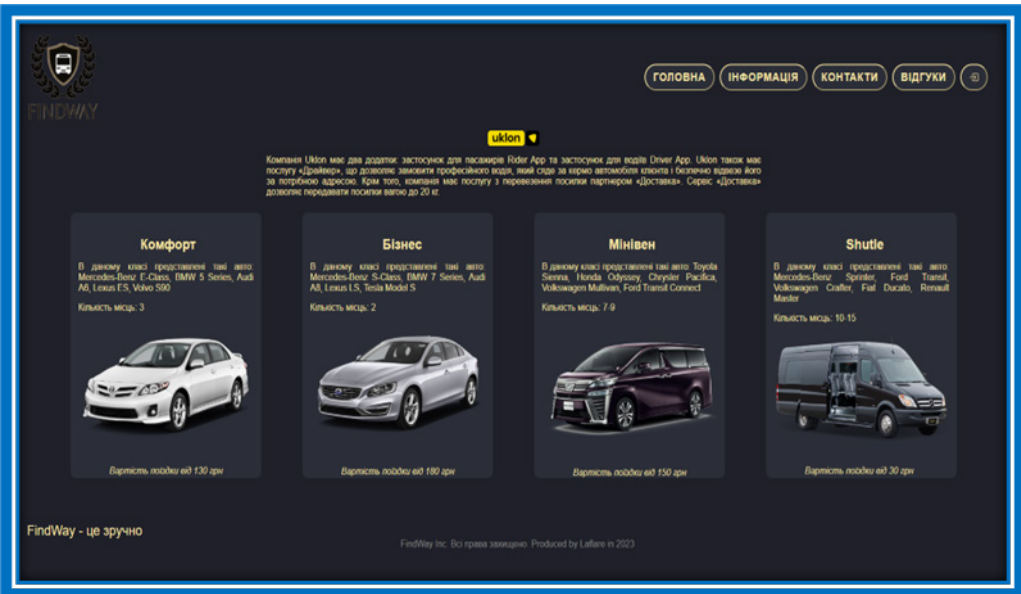 FINDWAY
ГОЛОВНА
ІНФОРМАЦІЯ
КОНТАКТИ
ВІДГУКИ
uklon
Компанія Uklon має два додатки: застосунок для пасажирів Rider App та застосунок для водіїв Driver App. Uklon також має
послугу «Драйвер», що дозволяє замовити професійного водія, який сяде за кермо автомобіля клієнта і безпечно відвезе його
за потрібною адресою. Крім того, компанія має послугу з перевезення посилки партнером «Доставка». Сервіс «Доставка»
дозволяє передавати посилки вагою до 20 кг.
Комфорт
В даному класі представлені такі авто:
Mercedes-Benz E-Class, BMW 5 Series, Audi
A6, Lexus ES, Volvo S90
Кількість місць: 3
Вартість поїздки від 130 грн
Бізнес
В даному класі представлені такі авто:
Mercedes-Benz S-Class, BMW 7 Series, Audi
A8, Lexus LS, Tesla Model S
Кількість місць: 2
Вартість поїздки від 180 грн
Мінівен
В даному класі представлені такі авто: Toyota
Sienna, Honda Odyssey, Chrysler Pacifica,
Volkswagen Multivan, Ford Transit Connect
Кількість місць: 7-9
Вартість поїздки від 150 грн
Shutle
В даному класі представлені такі авто:
Mercedes-Benz Sprinter, Ford Transit,
Volkswagen Crafter, Fiat Ducato, Renault
Master
Кількість місць: 10-15
Вартість поїздки від 30 грн
FindWay - це зручно
FindWay Inc. Всі права захищено. Produced by Laflare in 2023